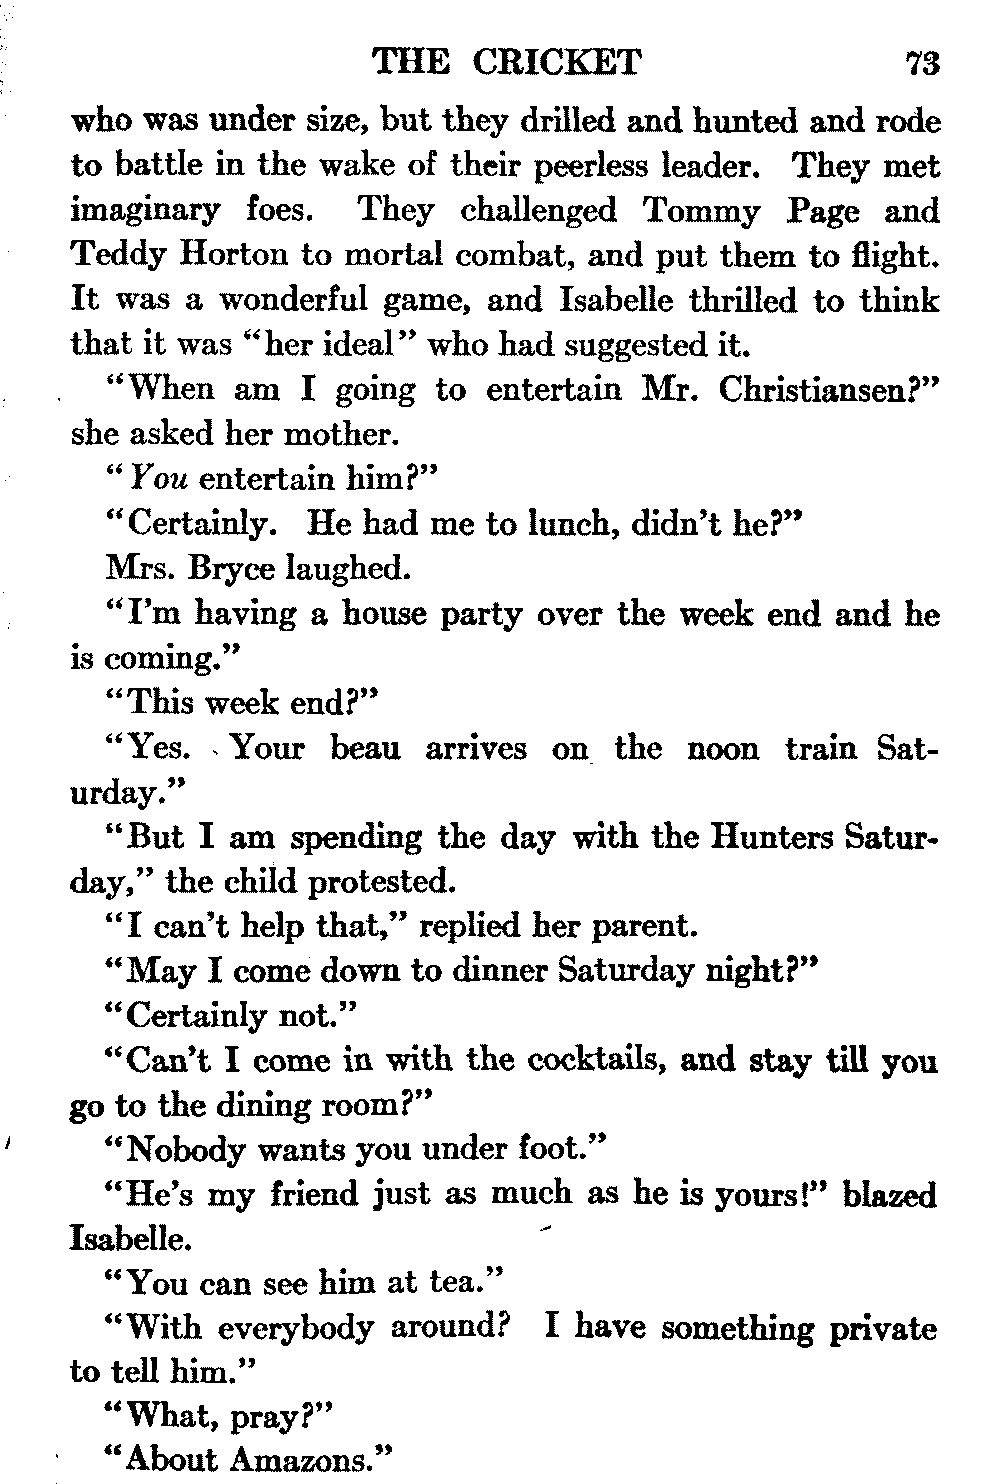 THE CRICKET 73
who was under size, but they drilled and hunted and rode
to battle in the wake of their peerless leader. They met
imaginary foes. They challenged Tommy Page and
Teddy Horton to mortal combat, and put them to flight.
It was a wonderful game, and Isabelle thrilled to think
that it was “her ideal” who had suggested it.
“When am I going to entertain Mr. Christiansen?”
she asked her mother.
“You entertain him?”
“Certainly. He had me to lunch, didn't he?”
Mrs. Bryce laughed.
“I'm having a house party over the week end and he
is coming.”
“This week end?”
“Yes. Your beau arrives on the noon train Sat-
urday.”
“But I am spending the day with the Hunters Satur-
day,” the child protested.
“I can't help that,” replied her parent.
“May I come down to dinner Saturday night?”
“Certainly not.”
“Can't I come in with the cocktails, and stay till you
go to the dining room?”
“Nobody wants you under foot.”
“He's my friend just as much as he is yours!” blazed
Isabelle.
“You can see him at tea.”
“With everybody around? I have something private
to tell him.”
“What, pray?”
“About Amazons.”